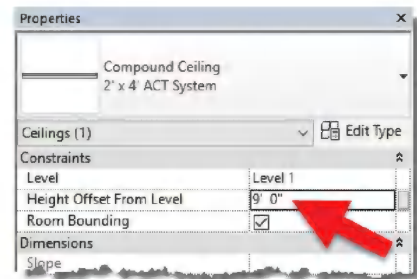 Properties ×
Compound Ceiling
2' x 4' ACT System
Ceilings (1) Edit Type
Constraints
Level Level 1
Height Offset From Level 9' 0"
Room Bounding
Dimensions
Slope